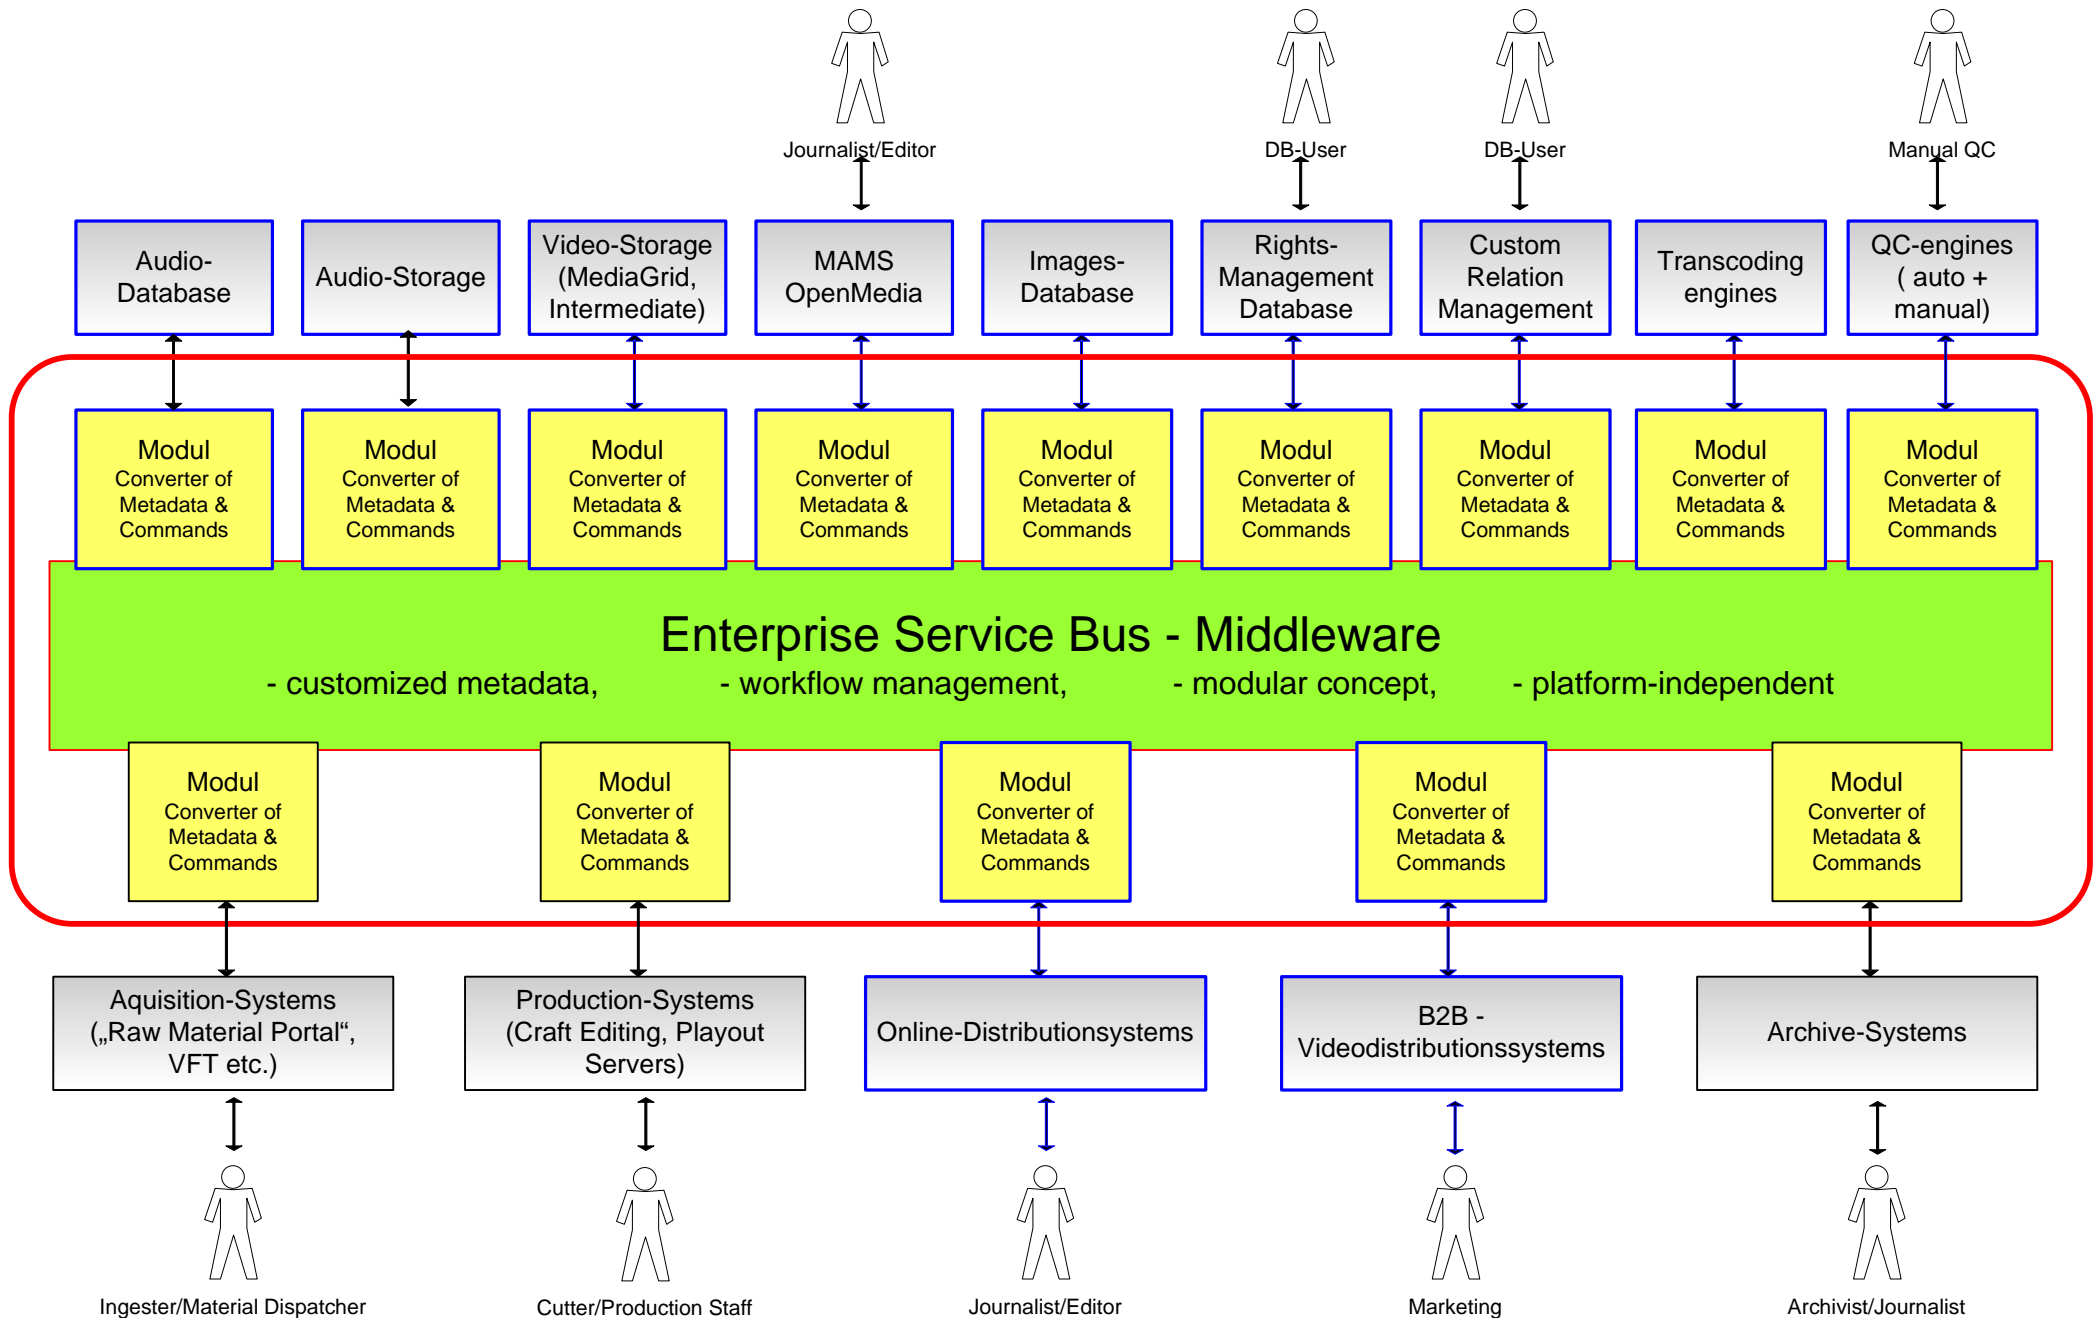 Journalist/Editor
DB-User
DB-User
Manual QC
Audio-
Database
Audio-Storage
Video-Storage
(MediaGrid,
Intermediate)
MAMS
OpenMedia
Images-
Database
Rights-
Management
Database
Custom
Relation
Management
Transcoding
engines
QC-engines
( auto +
manual)
Modul
Converter of
Metadata &
Commands
Modul
Converter of
Metadata &
Commands
Modul
Converter of
Metadata &
Commands
Modul
Converter of
Metadata &
Commands
Modul
Converter of
Metadata &
Commands
Modul
Converter of
Metadata &
Commands
Modul
Converter of
Metadata &
Commands
Modul
Converter of
Metadata &
Commands
Modul
Converter of
Metadata &
Commands
Enterprise Service Bus - Middleware
- customized metadata, - workflow management, - modular concept, - platform-independent
Modul
Converter of
Metadata &
Commands
Modul
Converter of
Metadata &
Commands
Modul
Converter of
Metadata &
Commands
Modul
Converter of
Metadata &
Commands
Modul
Converter of
Metadata &
Commands
Aquisition-Systems
(„Raw Material Portal“,
VFT etc.)
Production-Systems
(Craft Editing, Playout
Servers)
Online-Distributionsystems
B2B -
Videodistributionssystems
Archive-Systems
Ingester/Material Dispatcher
Cutter/Production Staff
Journalist/Editor
Marketing
Archivist/Journalist